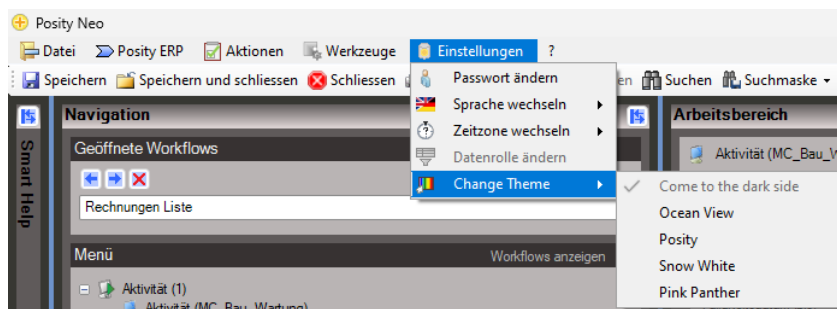 Posity Neo
Datei Posity ERP Aktionen Werkzeuge Einstellungen ?
Speichern Speichern und schliessen Schliessen Suchen Suchmaske
Passwort ändern
Sprache wechseln
Zeitzone wechseln
Datenrolle ändern
Change Theme
Come to the dark side
Ocean View
Posity
Snow White
Pink Panther
Smart Help
Navigation
Geöffnete Workflows
Rechnungen Liste
Menü Workflows anzeigen
Aktivität (1)
Aktivität (MC_Bau_Wartung)
Arbeitsbereich
Aktivität (MC_Bau_W